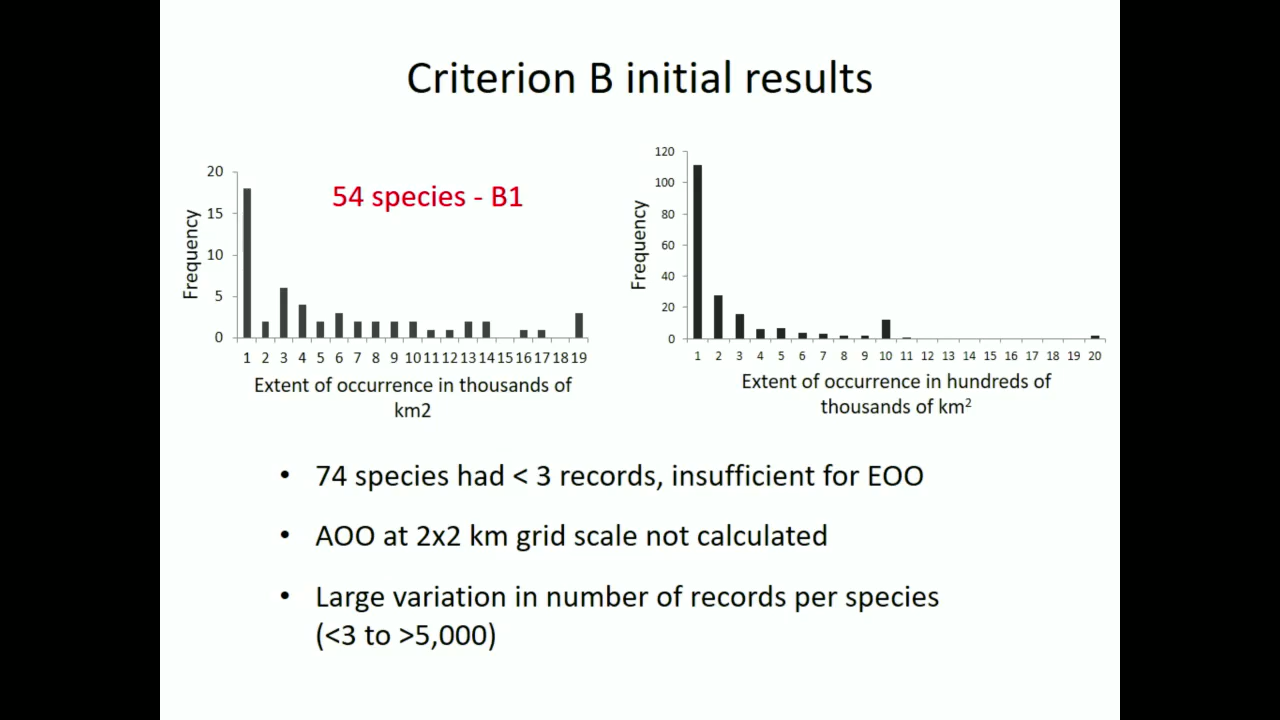 Criterion B initial results
54 species - B1
20
15
10
5
0
Frequency
1 2 3 4 5 6 7 8 9 10 11 12 13 14 15 16 17 18 19
Extent of occurrence in thousands of
km2
120
100
80
60
40
20
0
Frequency
1 2 3 4 5 6 7 8 9 10 11 12 13 14 15 16 17 18 19 20
Extent of occurrence in hundreds of
thousands of km²
• 74 species had < 3 records, insufficient for EOO
• AOO at 2x2 km grid scale not calculated
• Large variation in number of records per species
(<3 to >5,000)